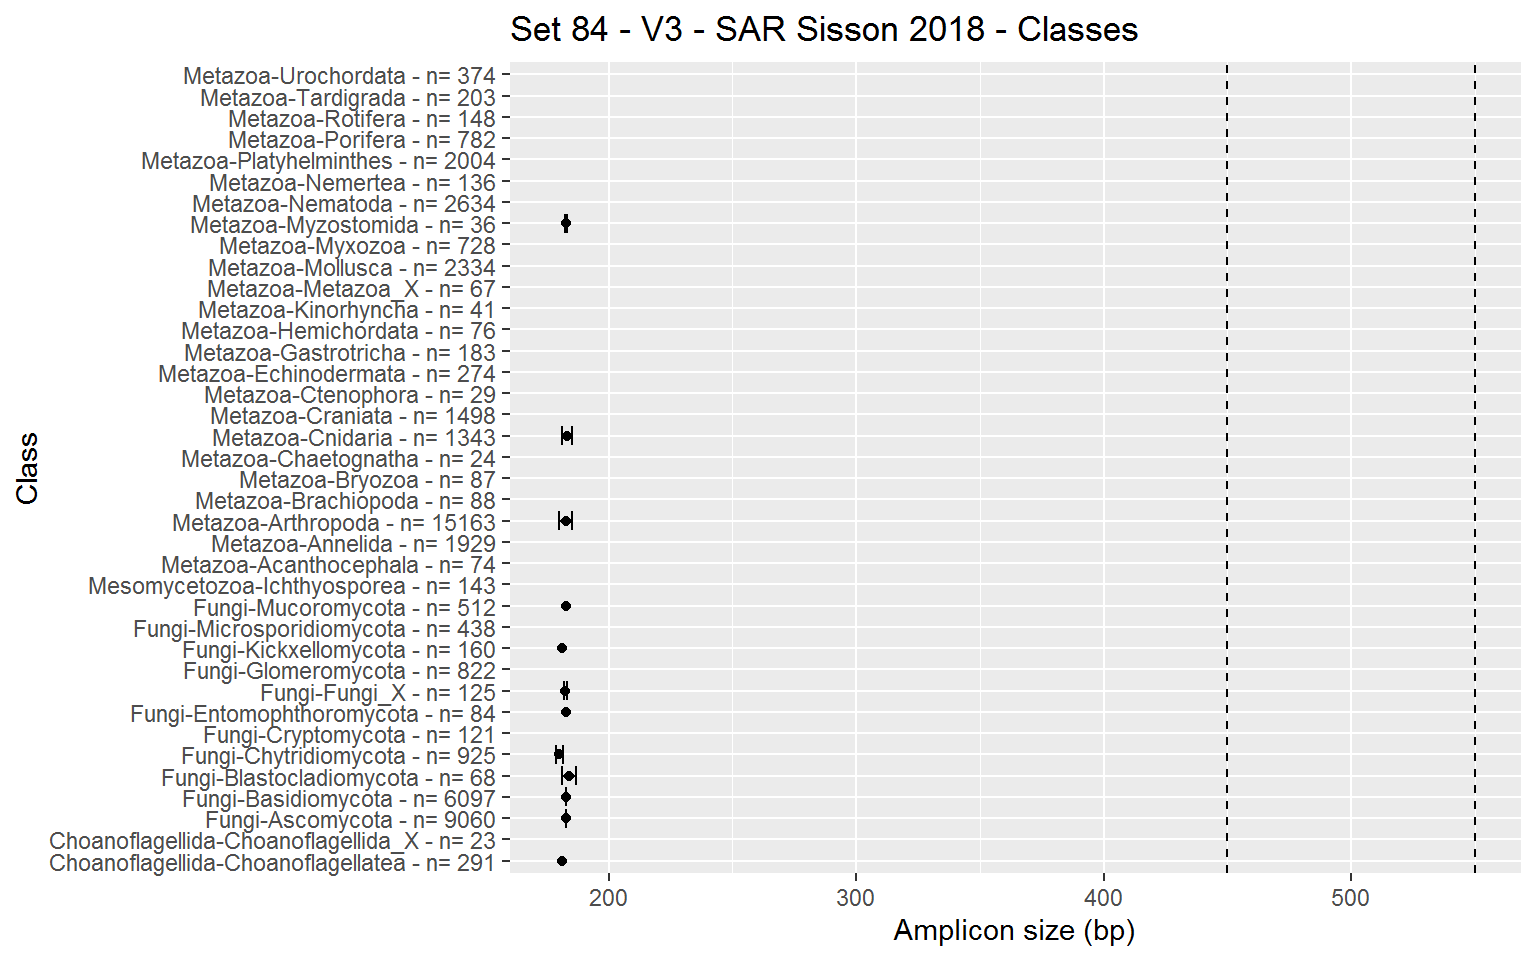 Set 84 - V3 - SAR Sisson 2018 - Classes
Metazoa-Urochordata - n= 374
Metazoa-Tardigrada - n= 203
Metazoa-Rotifera - n= 148
Metazoa-Porifera - n= 782
Metazoa-Platyhelminthes - n= 2004
Metazoa-Nemertea - n= 136
Metazoa-Nematoda - n= 2634
Metazoa-Myzostomida - n= 36
Metazoa-Myxozoa - n= 728
Metazoa-Mollusca - n= 2334
Metazoa-Metazoa_X - n= 67
Metazoa-Kinorhyncha - n= 41
Metazoa-Hemichordata - n= 76
Metazoa-Gastrotricha - n= 183
Metazoa-Echinodermata - n= 274
Metazoa-Ctenophora - n= 29
Metazoa-Craniata - n= 1498
Metazoa-Cnidaria - n= 1343
Metazoa-Chaetognatha - n= 24
Metazoa-Bryozoa - n= 87
Metazoa-Brachiopoda - n= 88
Metazoa-Arthropoda - n= 15163
Metazoa-Annelida - n= 1929
Metazoa-Acanthocephala - n= 74
Mesomycetozoa-Ichthyosporea - n= 143
Fungi-Mucoromycota - n= 512
Fungi-Microsporidiomycota - n= 438
Fungi-Kickxellomycota - n= 160
Fungi-Glomeromycota - n= 822
Fungi-Fungi_X - n= 125
Fungi-Entomophthoromycota - n= 84
Fungi-Cryptomycota - n= 121
Fungi-Chytridiomycota - n= 925
Fungi-Blastocladiomycota - n= 68
Fungi-Basidiomycota - n= 6097
Fungi-Ascomycota - n= 9060
Choanoflagellida-Choanoflagellida_X - n= 23
Choanoflagellida-Choanoflagellatea - n= 291
Class
200 300 400 500
Amplicon size (bp)